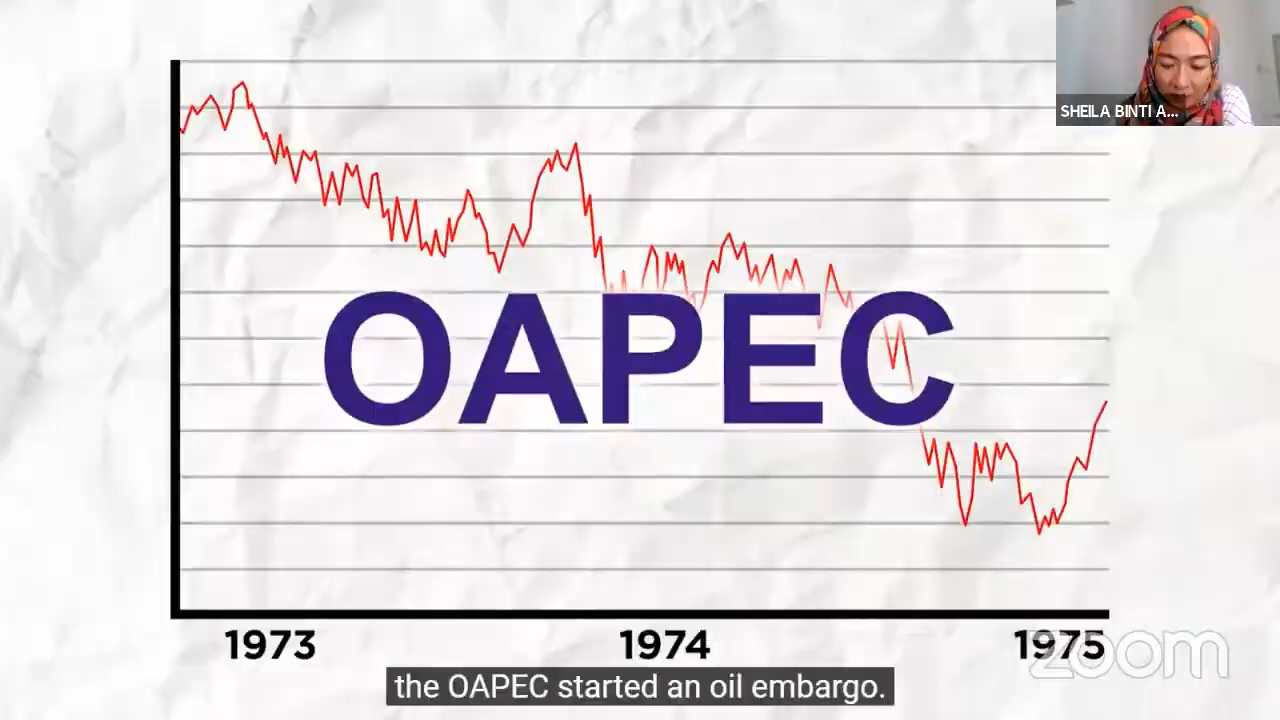 SHEILA BINTI A...
OAPEC
1973 1974 1975
zoom
the OAPEC started an oil embargo.